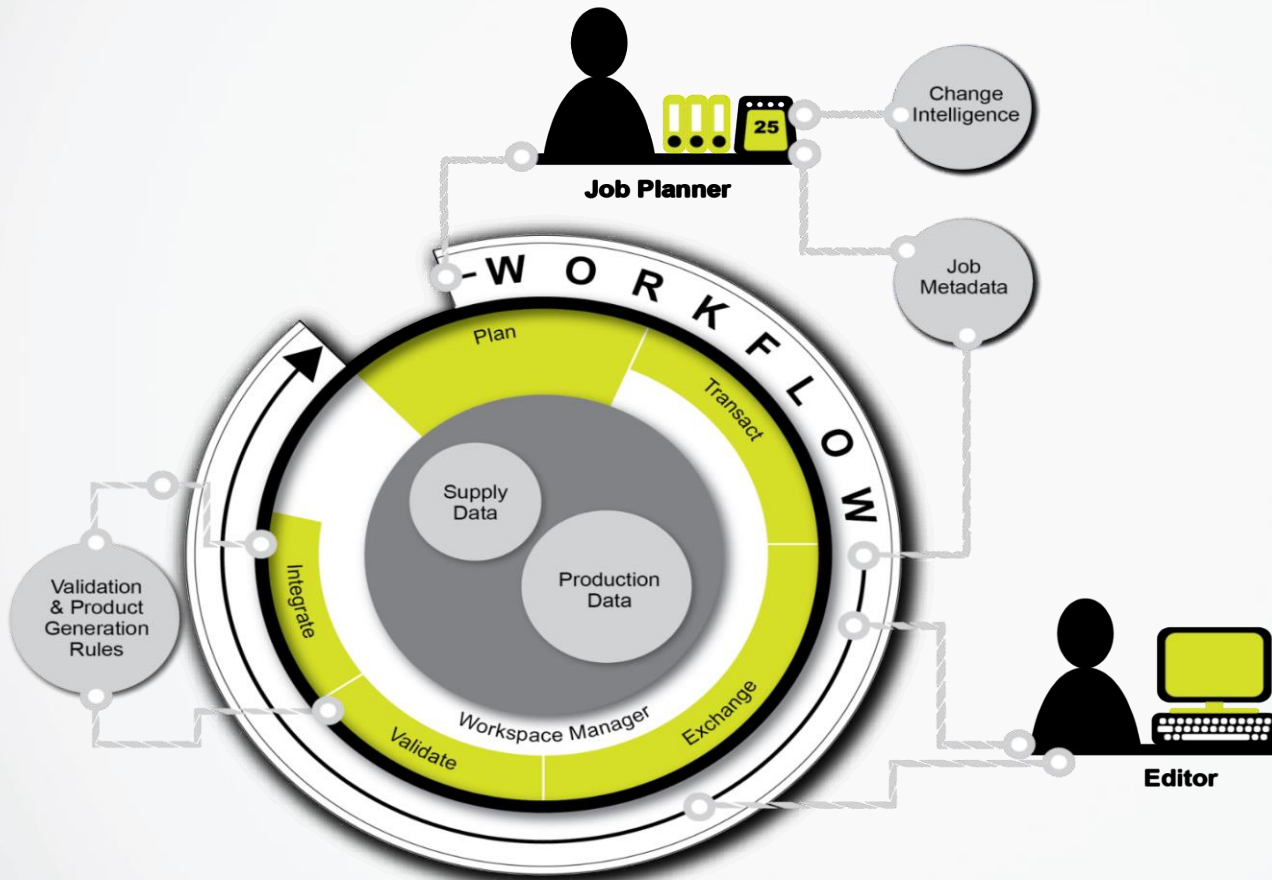 25
Job Planner
Change
Intelligence
Job
Metadata
WORKFLOW
Plan
Transact
Exchange
Validate
Integrate
Workspace Manager
Supply
Data
Production
Data
Validation
& Product
Generation
Rules
Editor